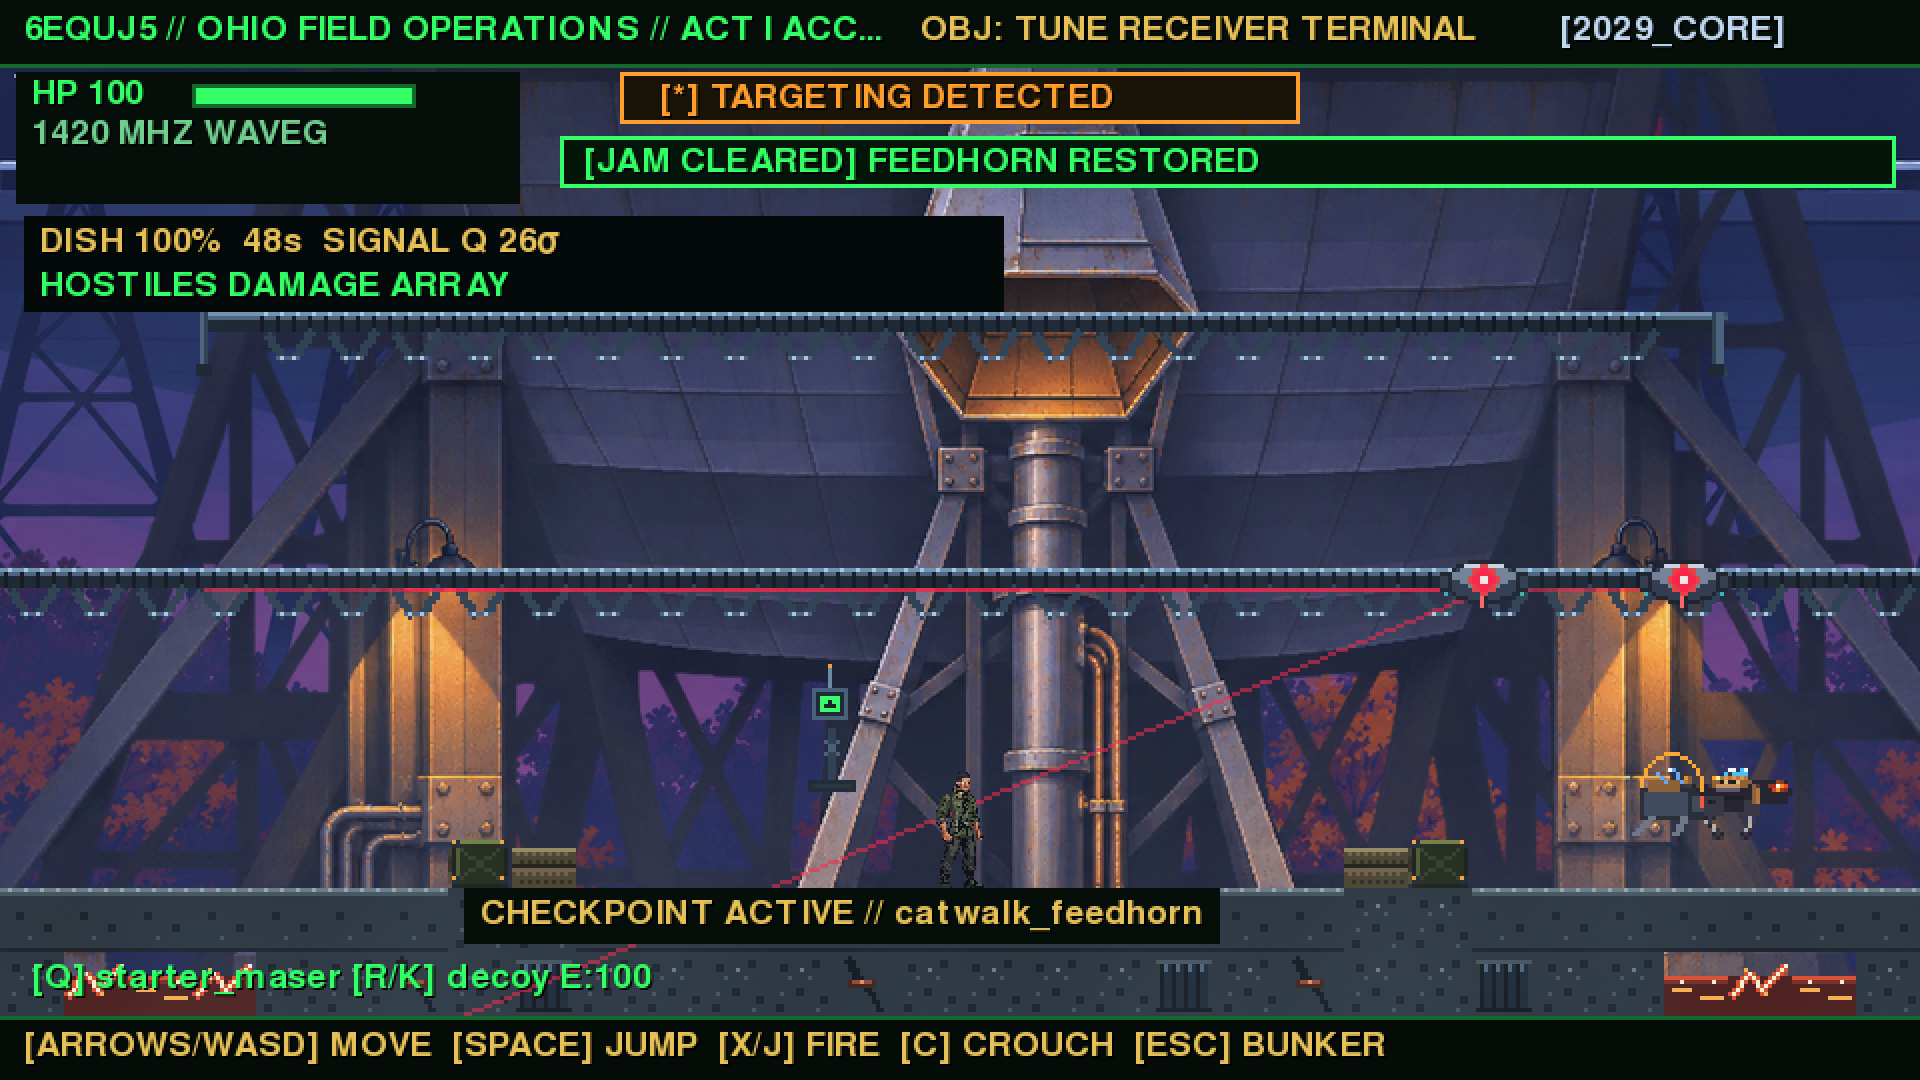 6EQUJ5 // OHIO FIELD OPERATIONS // ACT I ACC... OBJ: TUNE RECEIVER TERMINAL [2029_CORE]
HP 100
[*] TARGETING DETECTED
1420 MHZ WAVEG
[JAM CLEARED] FEEDHORN RESTORED
DISH 100% 48s SIGNAL Q 26σ
HOSTILES DAMAGE ARRAY
CHECKPOINT ACTIVE // catwalk_feedhorn
[Q] starter_maser [R/K] decoy E:100
[ARROWS/WASD] MOVE [SPACE] JUMP [X/J] FIRE [C] CROUCH [ESC] BUNKER